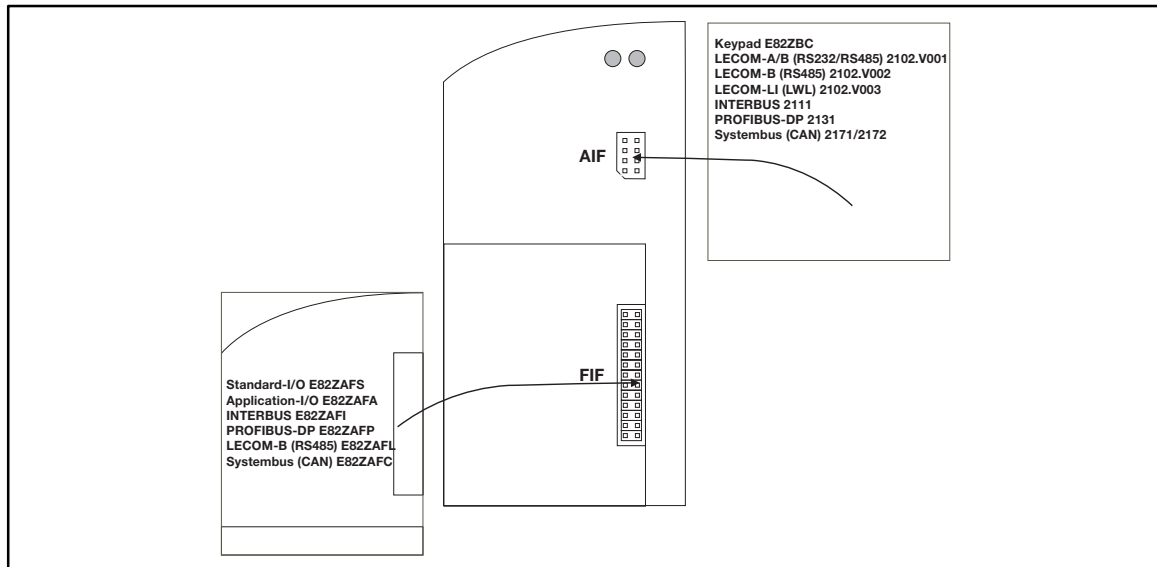 Keypad E82ZBC
LECOM-A/B (RS232/RS485) 2102.V001
LECOM-B (RS485) 2102.V002
LECOM-LI (LWL) 2102.V003
INTERBUS 2111
PROFIBUS-DP 2131
Systembus (CAN) 2171/2172
AIF
FIF
Standard-I/O E82ZAFS
Application-I/O E82ZAFA
INTERBUS E82ZAFI
PROFIBUS-DP E82ZAFP
LECOM-B (RS485) E82ZAFL
Systembus (CAN) E82ZAFC